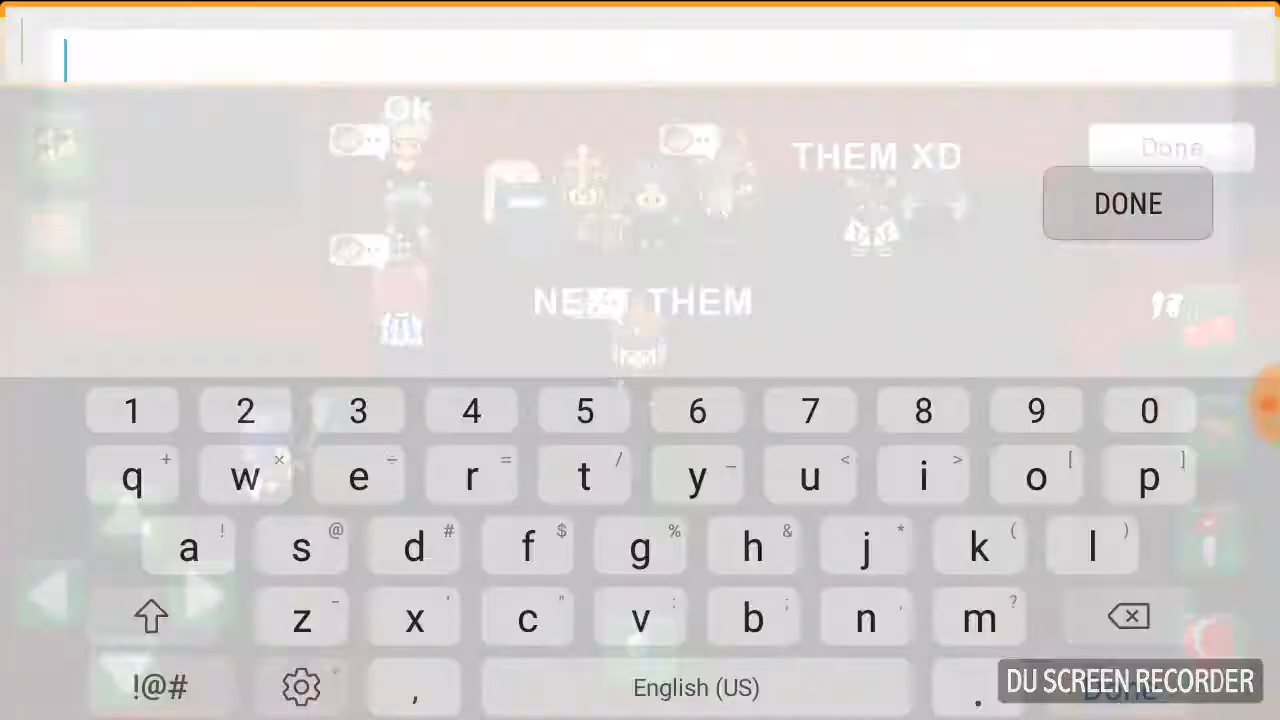 Ok
THEM XD
Done
DONE
NEXT THEM
1 2 3 4 5 6 7 8 9 0
q + w × e ÷ r = t / y _ u < i > o [ p ]
a ! s @ d # f $ g % h & j * k ( l )
z - x ' c " v : b ; n , m ?
!@# , English (US) .
DU SCREEN RECORDER
Done